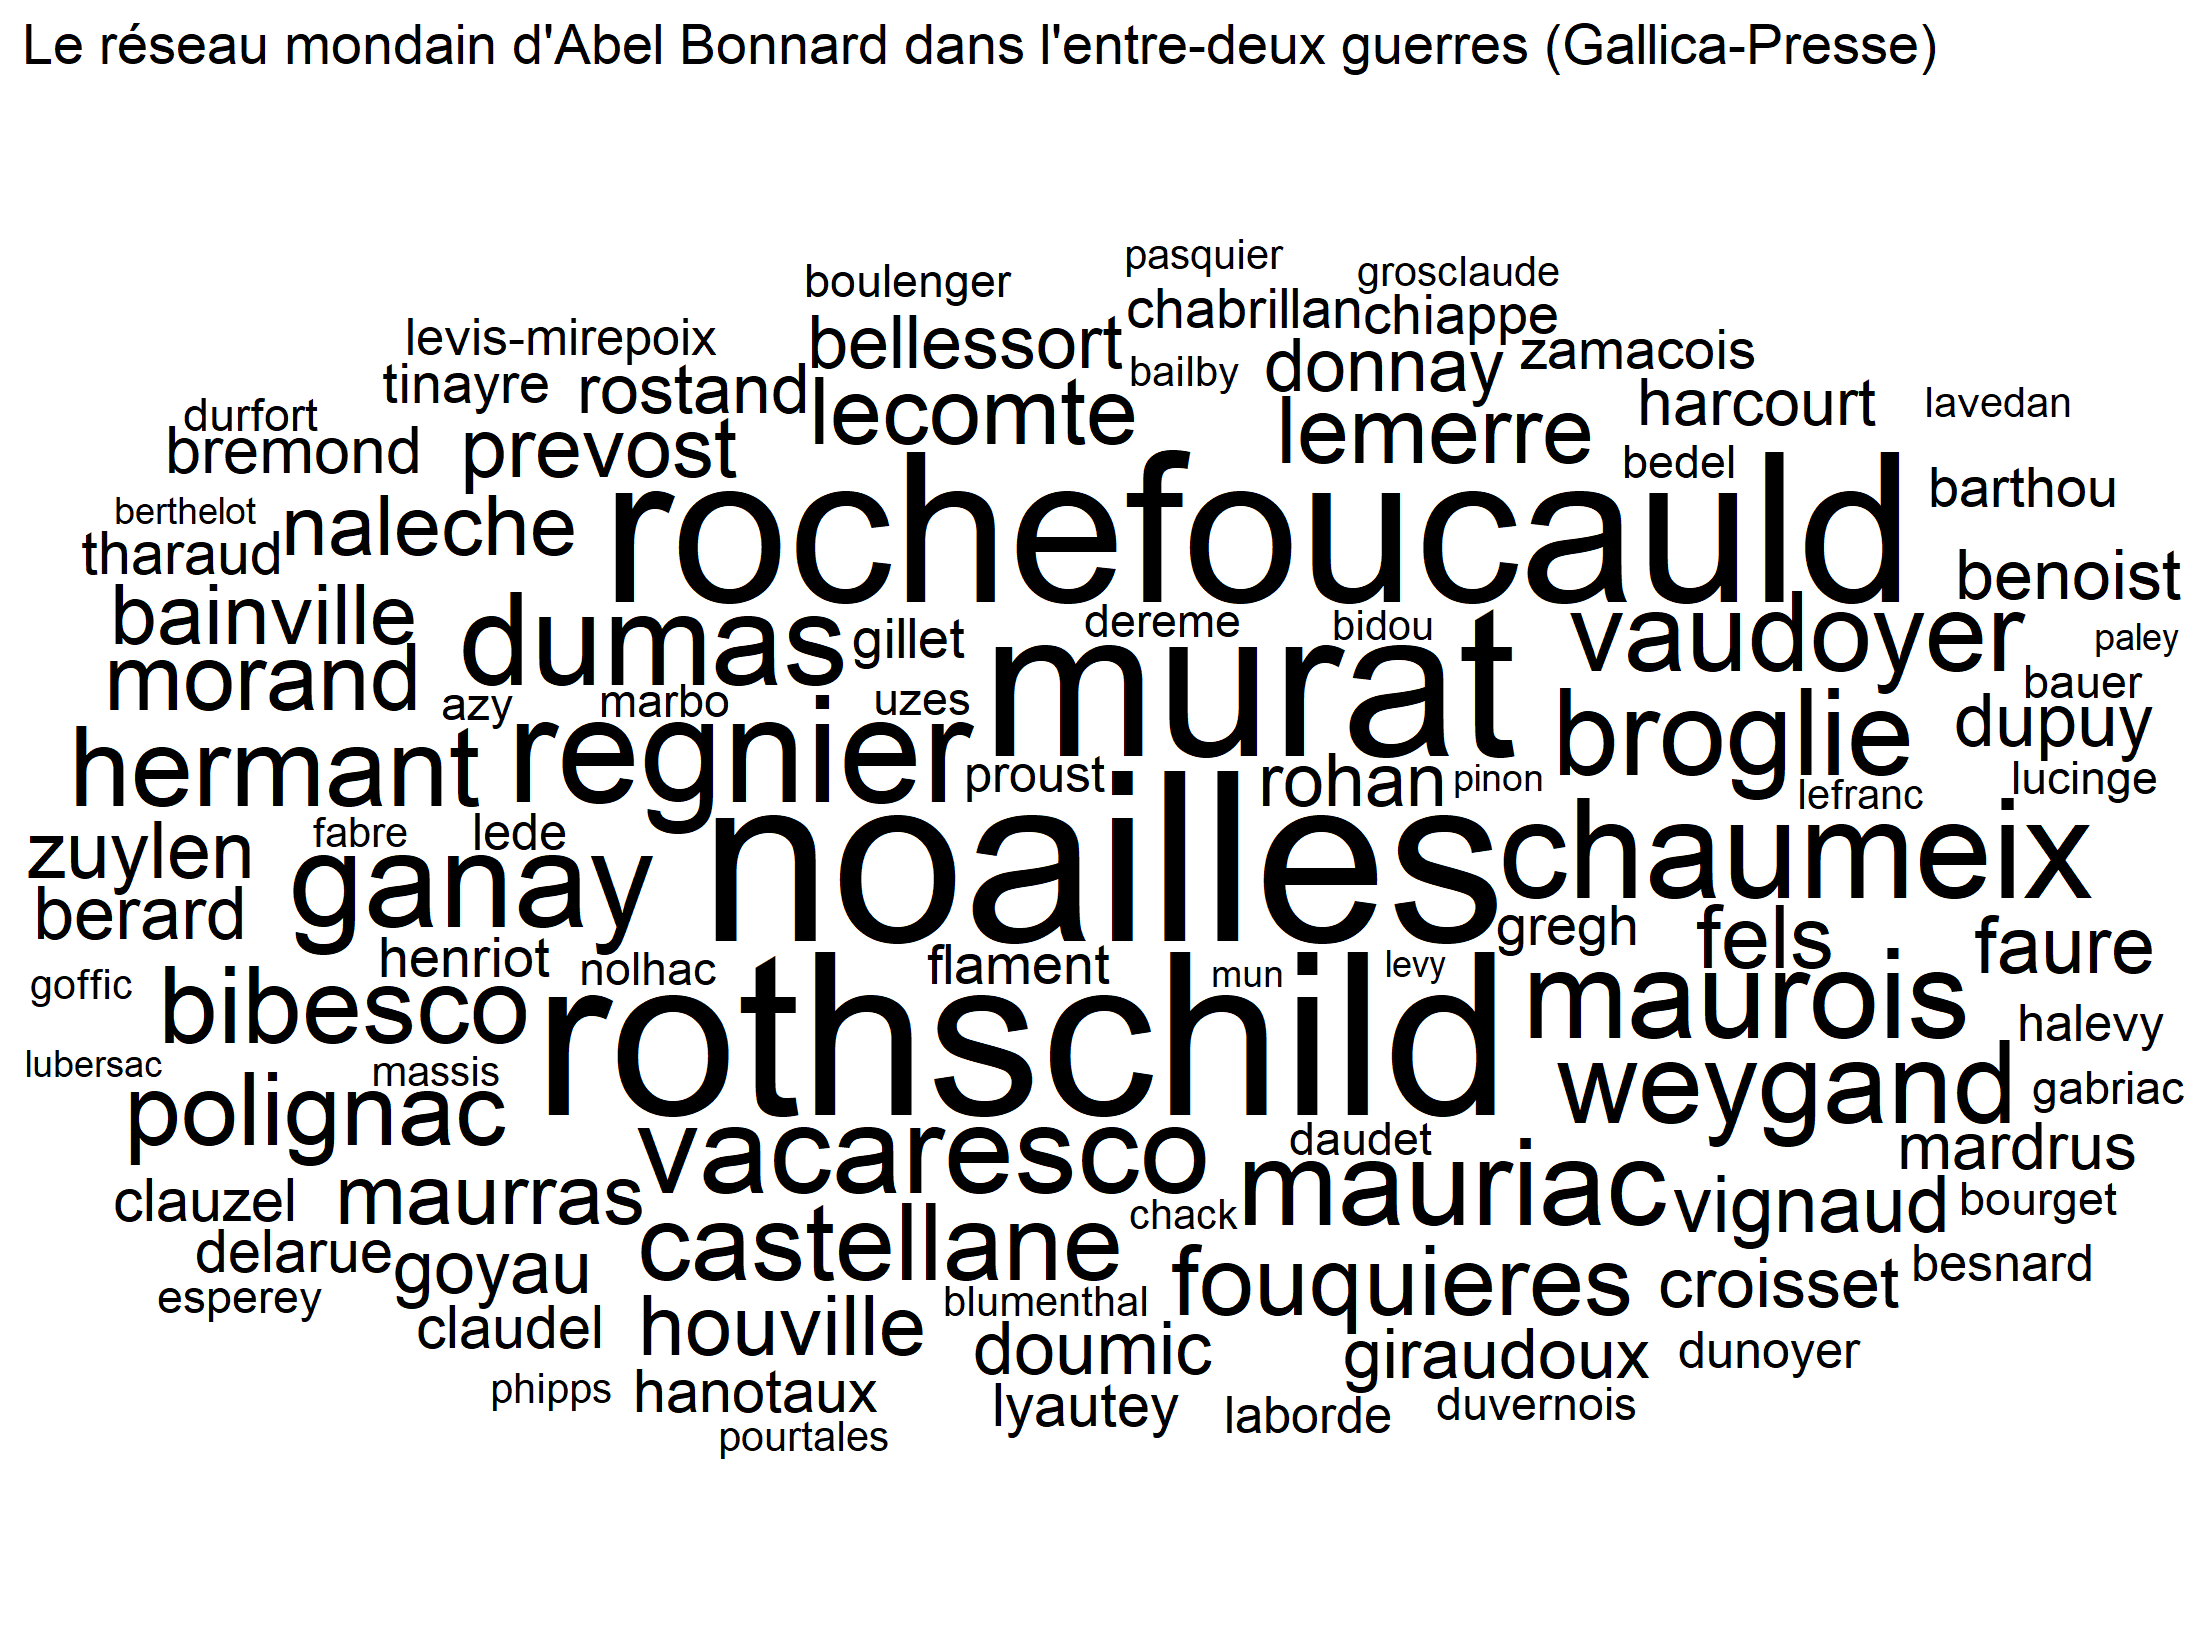 Le réseau mondain d'Abel Bonnard dans l'entre-deux guerres (Gallica-Presse)
pasquier
boulenger grosclaude
chabrillan chiappe
levis-mirepoix bellessort zamacois
tinayre rostand bailby donnay
durfort lecomte harcourt lavedan
bremond prevost lemerre bedel
berthelot naleche rochefoucauld barthou
tharaud benoist
bainville dumas gillet dereme bidou vaudoyer paley
morand azy marbo uzes murat bauer
hermant regnier proust rohan pinon broglie dupuy
lefranc lucinge
zuylen fabre lede noailles chaumeix
berard ganay gregh fels faure
goffic henriot nolhac flament mun levy
bibesco rothschild maurois halevy
lubersac massis weygand gabriac
polignac vacaresco daudet mardrus
clauzel maurras chack mauriac vignaud bourget
delarue goyau castellane fouquieres croisset besnard
esperey blumenthal
claudel houville doumic giraudoux dunoyer
phipps hanotaux lyautey laborde duvernois
pourtales